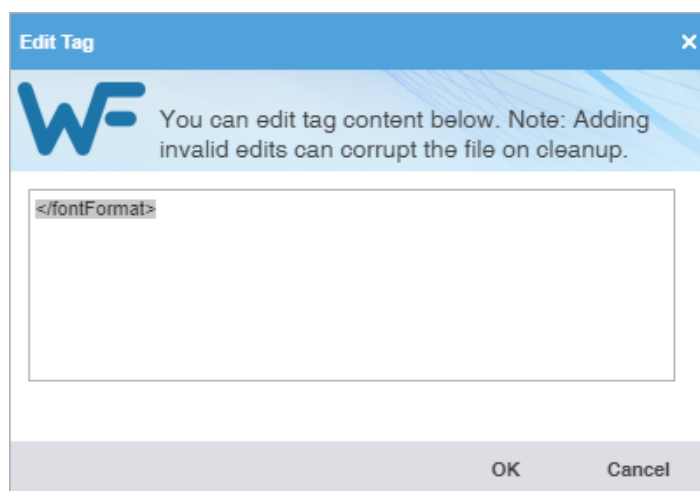 Edit Tag
WF
You can edit tag content below. Note: Adding
invalid edits can corrupt the file on cleanup.
</fontFormat>
OK Cancel